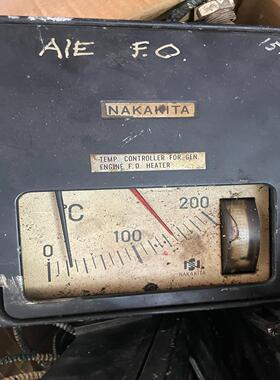 A/E F.O.
NAKAKITA
TEMP. CONTROLLER FOR GEN.
ENGINE F.O. HEATER
°C
0 100 200
NAKAKITA